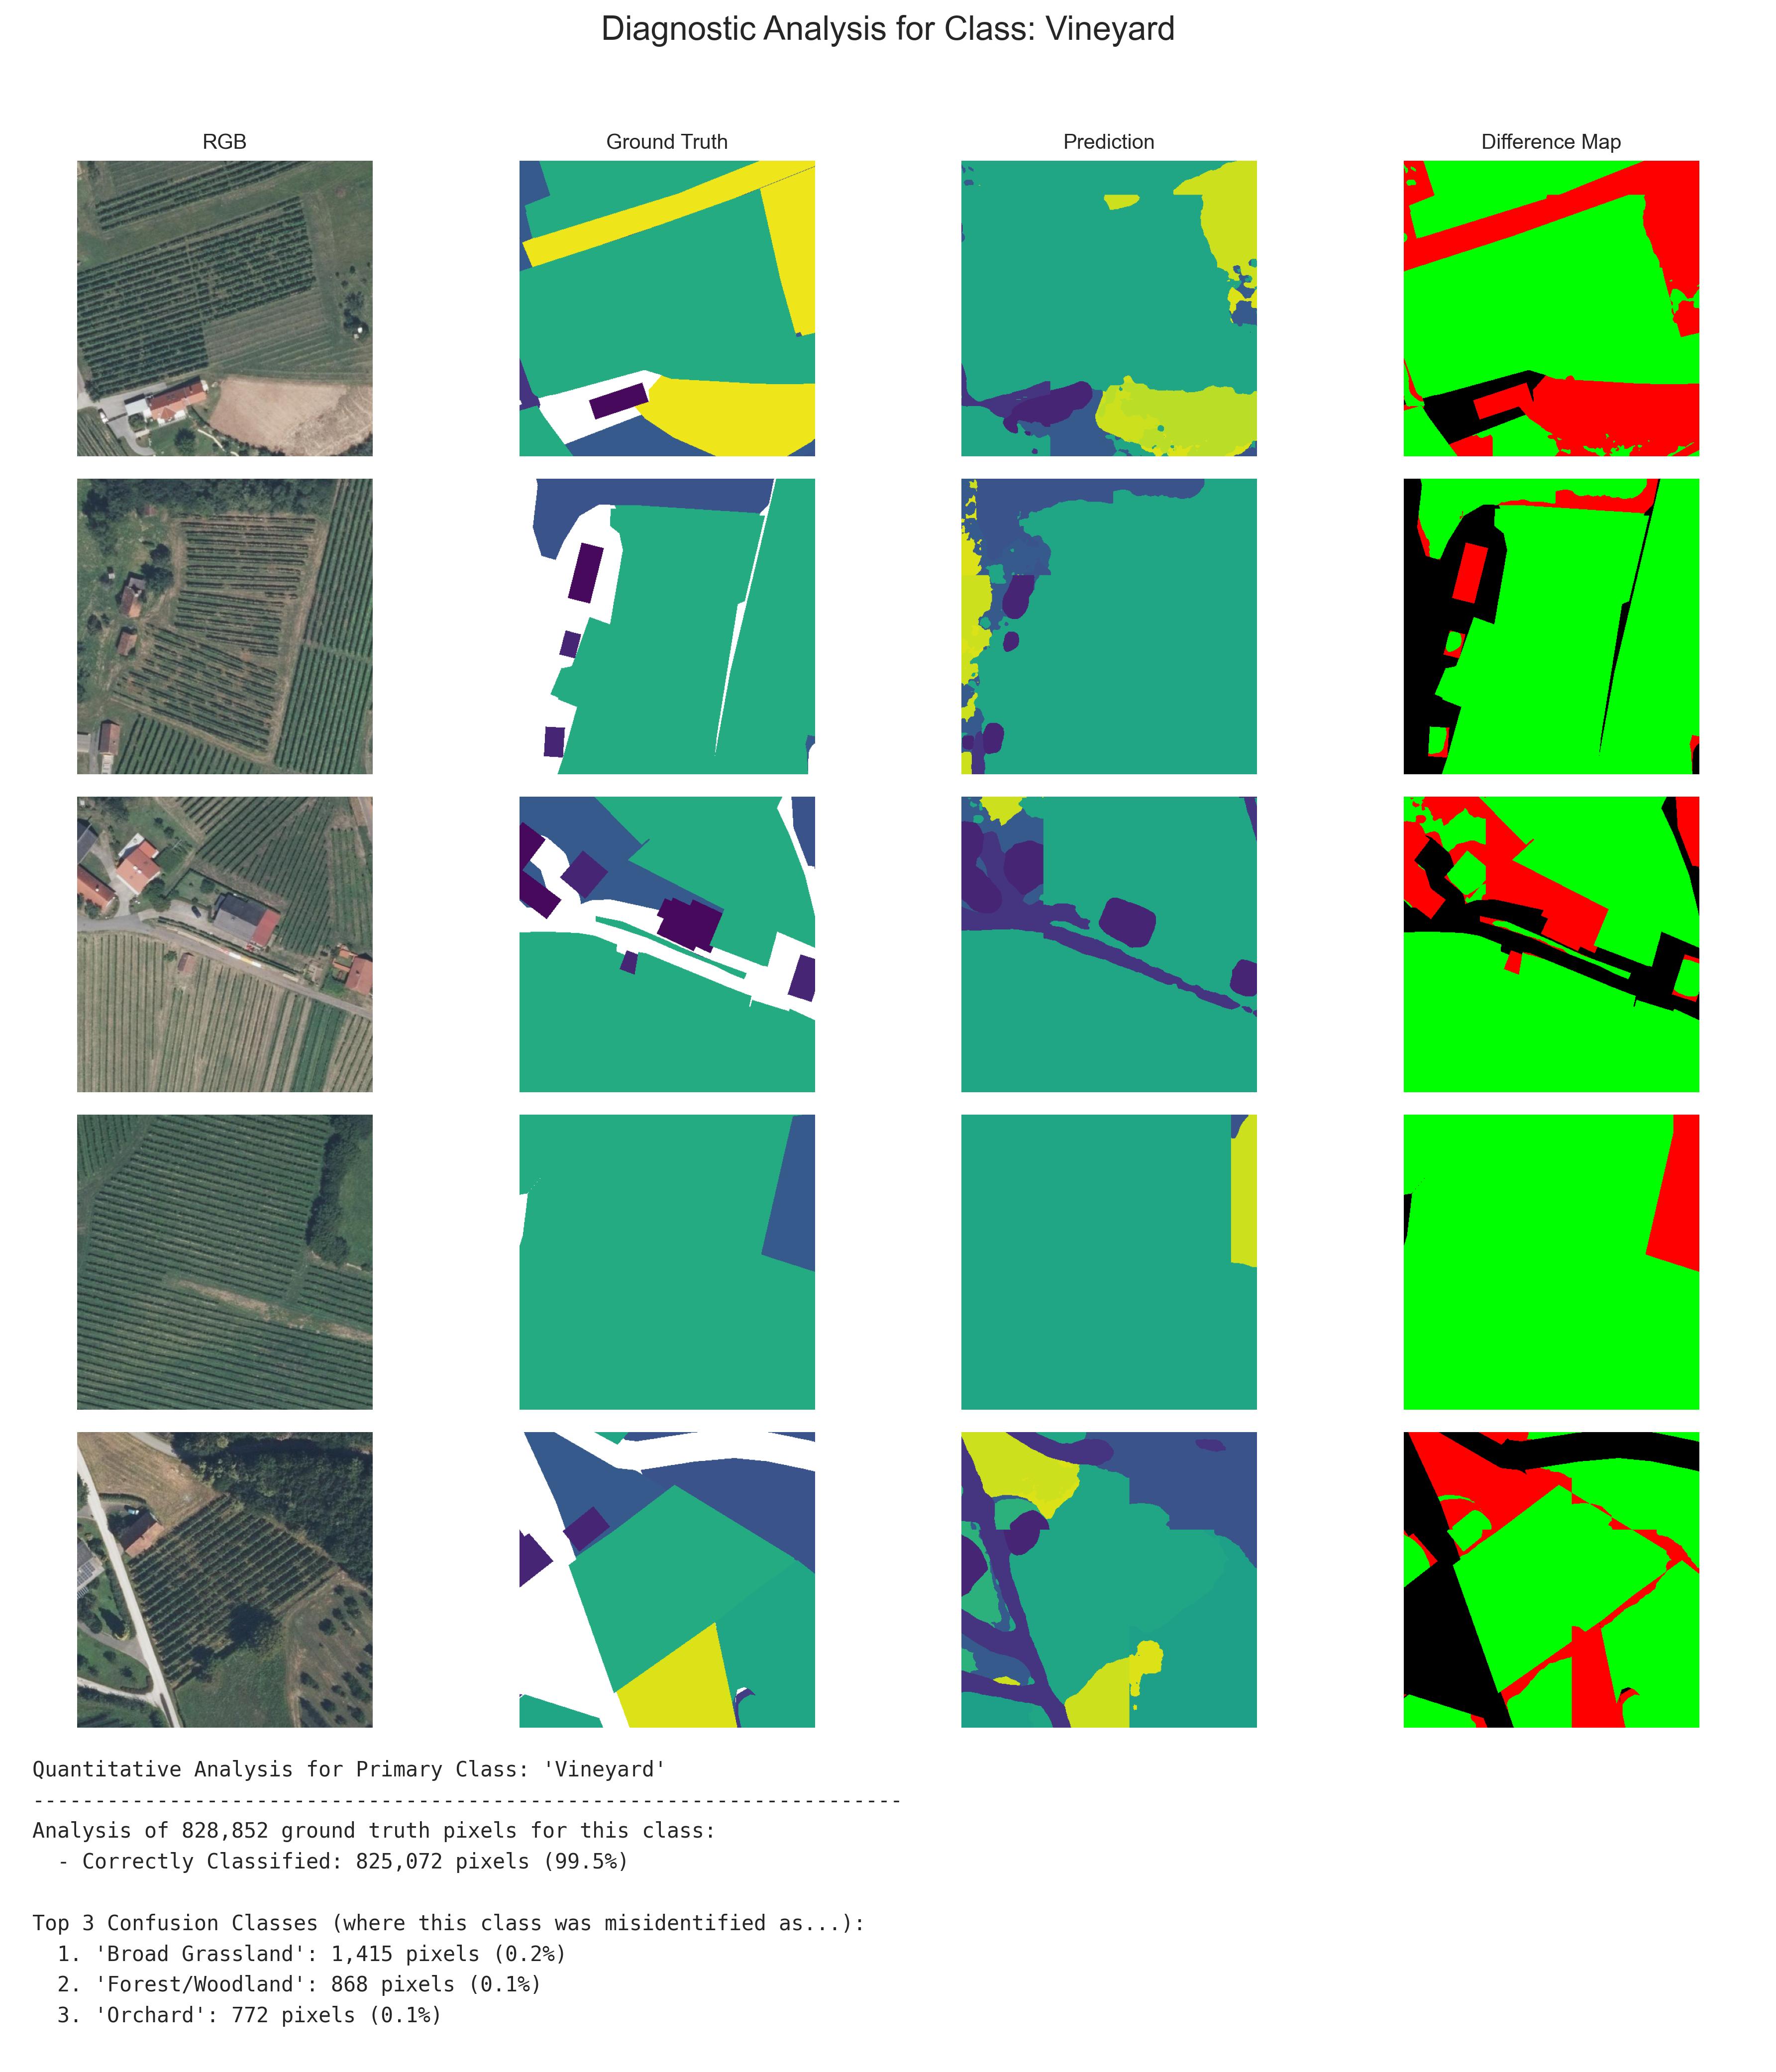 Diagnostic Analysis for Class: Vineyard
RGB
Ground Truth
Prediction
Difference Map
Quantitative Analysis for Primary Class: 'Vineyard'
----------------------------------------------------------------------
Analysis of 828,852 ground truth pixels for this class:
- Correctly Classified: 825,072 pixels (99.5%)
Top 3 Confusion Classes (where this class was misidentified as...):
1. 'Broad Grassland': 1,415 pixels (0.2%)
2. 'Forest/Woodland': 868 pixels (0.1%)
3. 'Orchard': 772 pixels (0.1%)